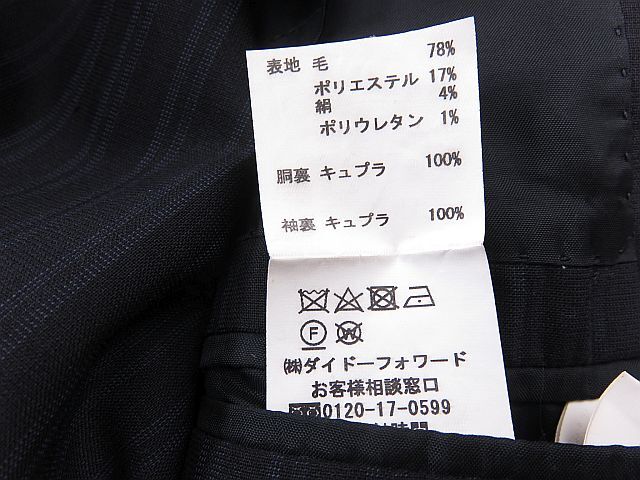 表地 毛 78%
ポリエステル 17%
絹 4%
ポリウレタン 1%
胴裏 キュプラ 100%
袖裏 キュプラ 100%
F W
(株)ダイドーフォワード
お客様相談窓口
0120-17-0599